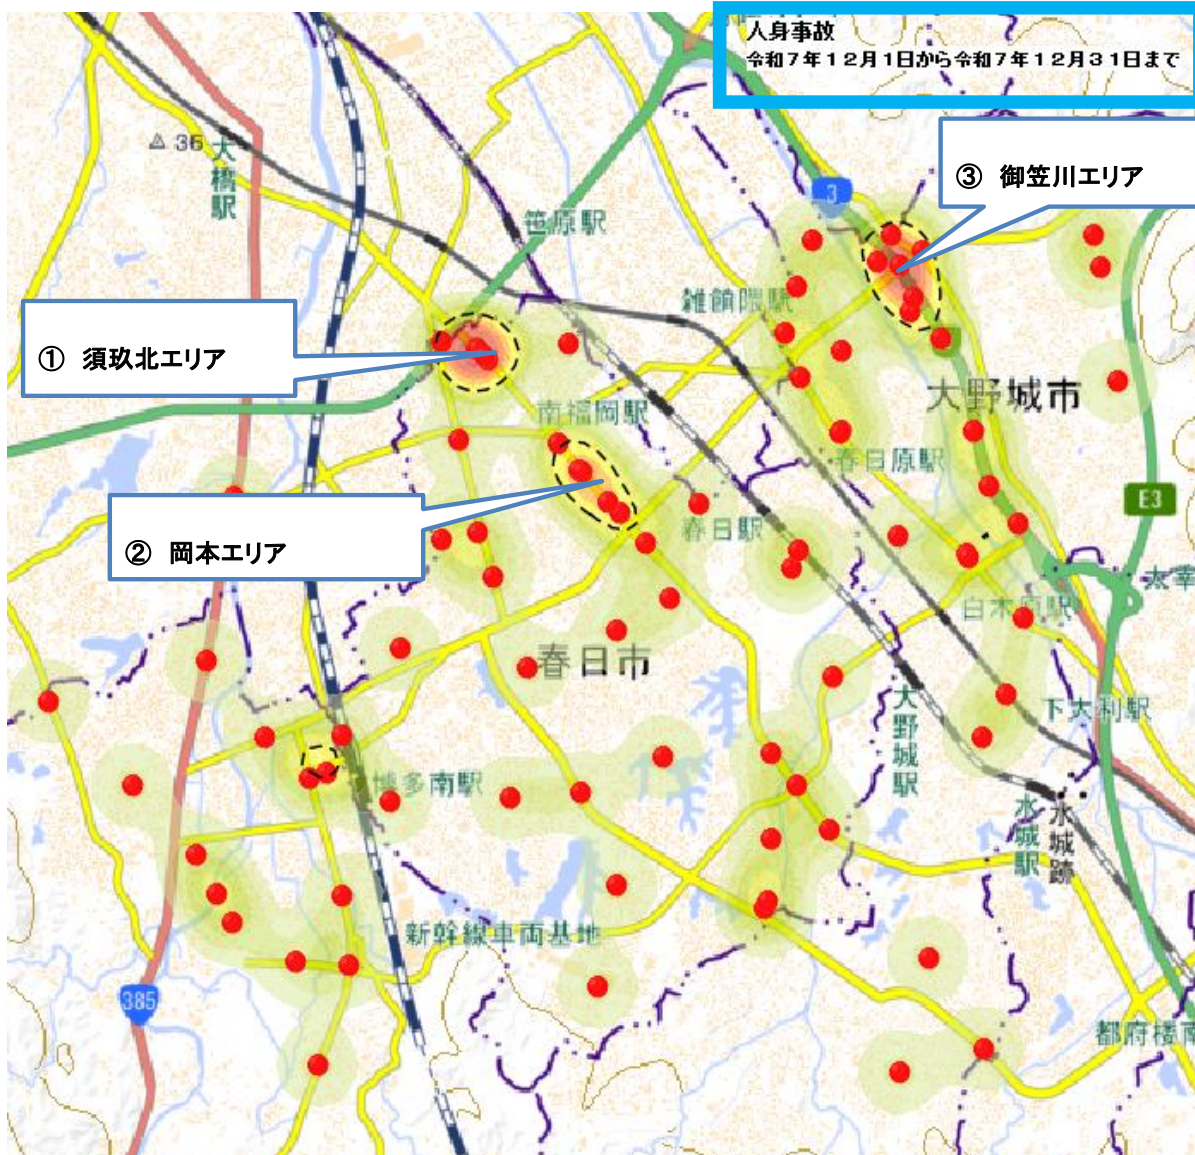 人身事故
令和7年12月1日から令和7年12月31日まで
③ 御笠川エリア
3
36
大橋駅
笹原駅
雑餉隈駅
① 須玖北エリア
大野城市
南福岡駅
春日原駅
E3
春日駅
② 岡本エリア
太宰
白木原駅
春日市
下大利駅
大野城駅
博多南駅
水城駅
水城跡
新幹線車両基地
385
都府楼南